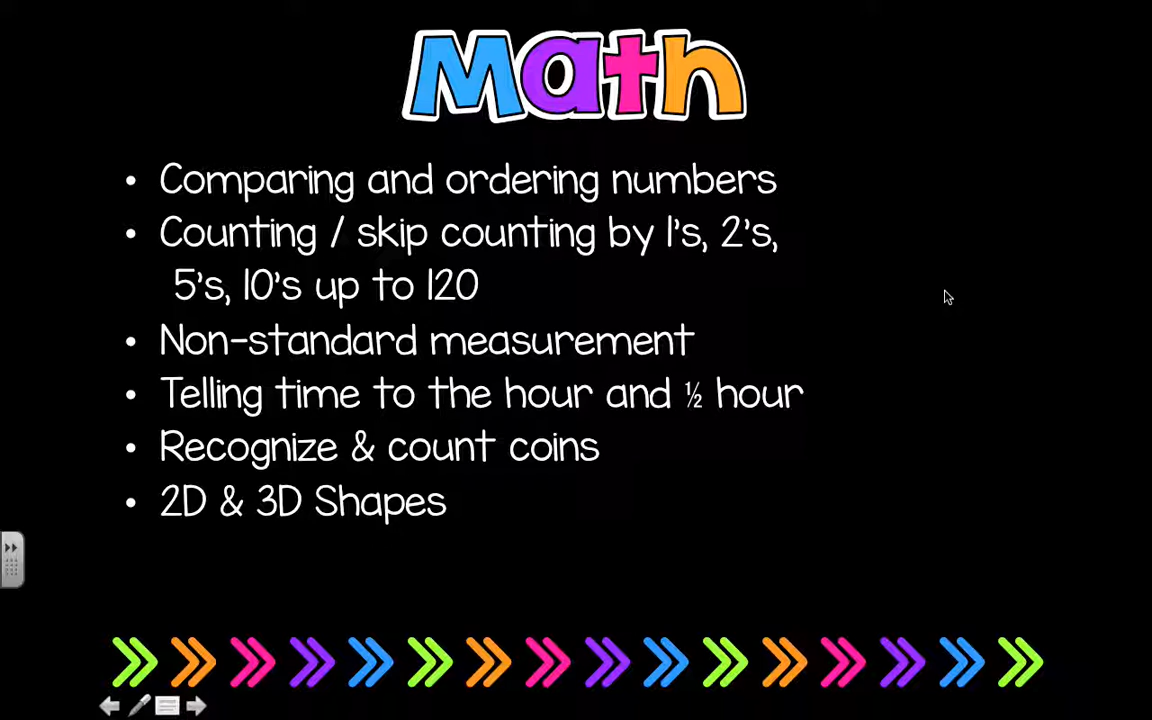 Math
• Comparing and ordering numbers
• Counting / skip counting by 1's, 2's,
5's, 10's up to 120
• Non-standard measurement
• Telling time to the hour and ½ hour
• Recognize & count coins
• 2D & 3D Shapes